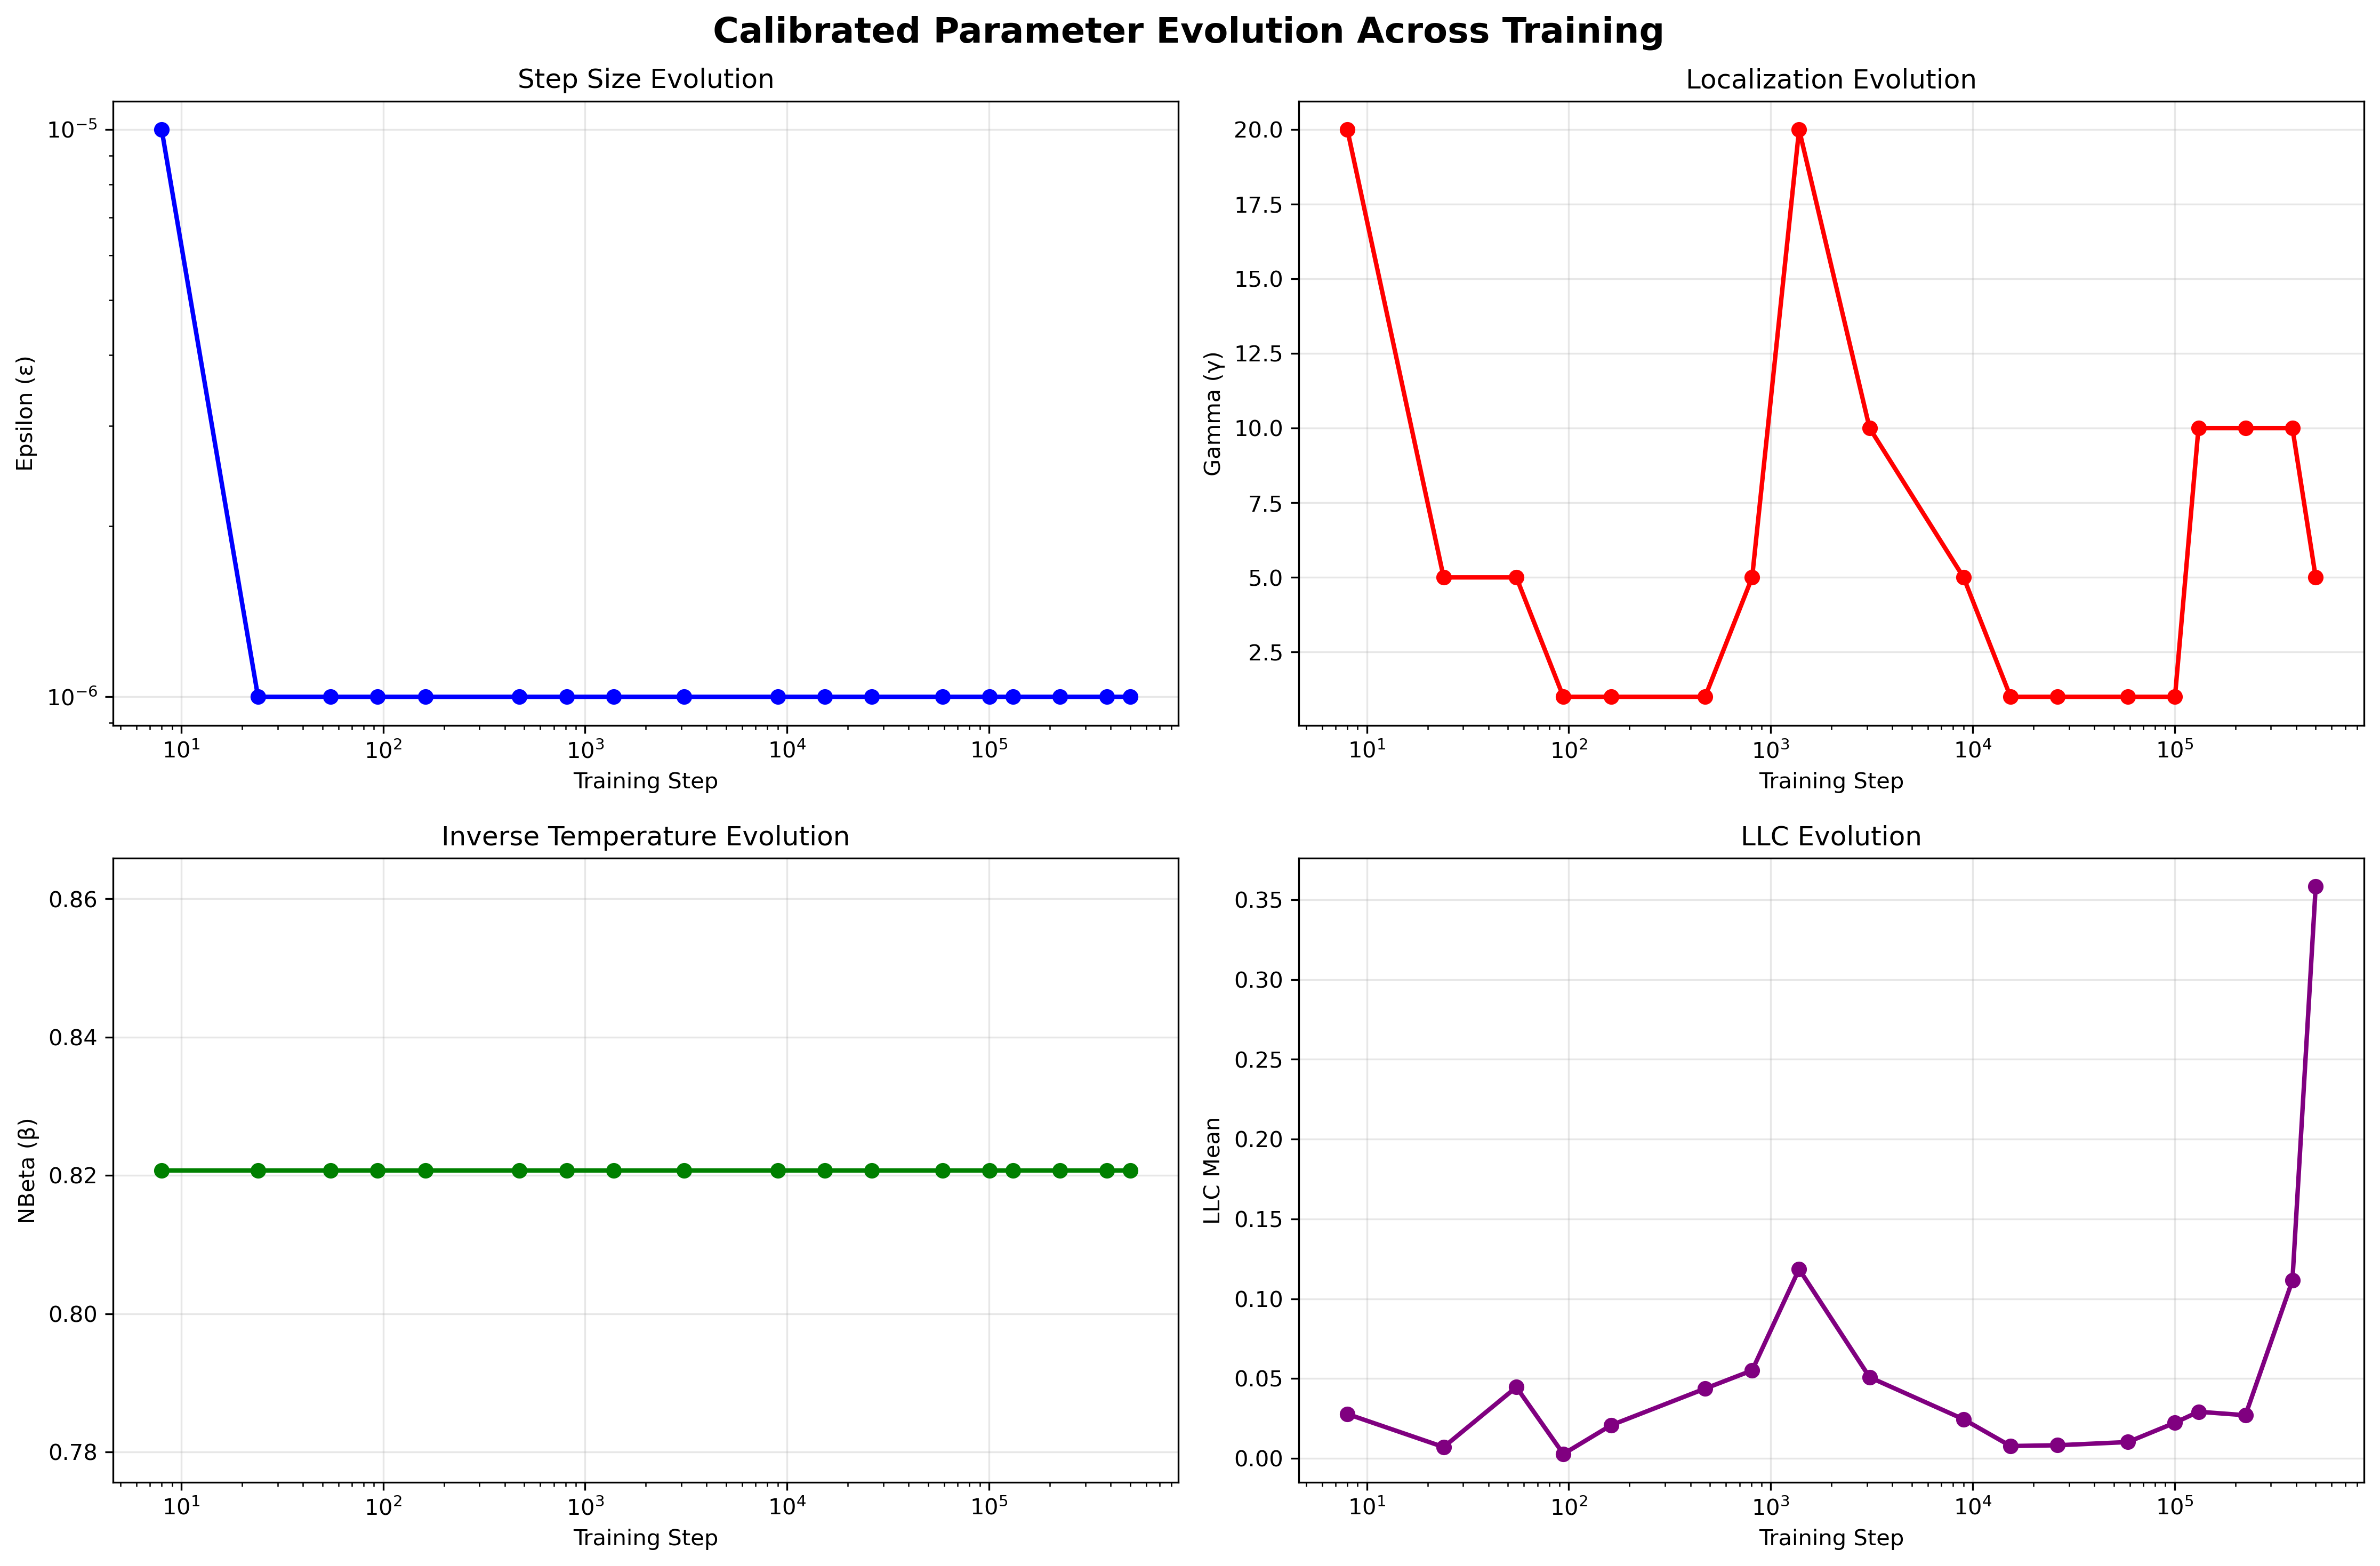 Calibrated Parameter Evolution Across Training
Step Size Evolution
10⁻⁵
10⁻⁶
Epsilon (ε)
10¹ 10² 10³ 10⁴ 10⁵
Training Step
Localization Evolution
20.0
17.5
15.0
12.5
10.0
7.5
5.0
2.5
Gamma (γ)
10¹ 10² 10³ 10⁴ 10⁵
Training Step
Inverse Temperature Evolution
0.86
0.84
0.82
0.80
0.78
NBeta (β)
10¹ 10² 10³ 10⁴ 10⁵
Training Step
LLC Evolution
0.35
0.30
0.25
0.20
0.15
0.10
0.05
0.00
LLC Mean
10¹ 10² 10³ 10⁴ 10⁵
Training Step